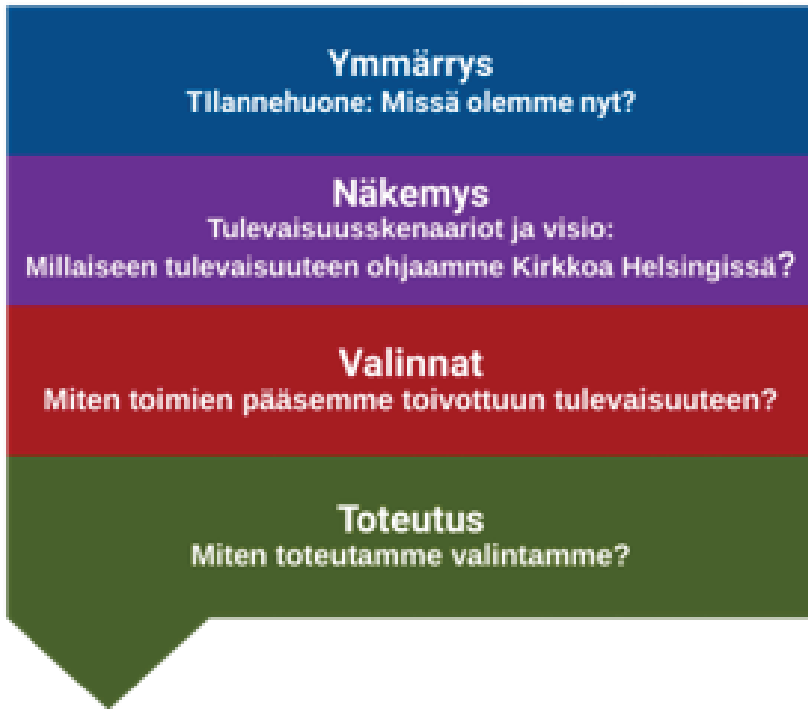 Ymmärrys
TIlannehuone: Missä olemme nyt?
Näkemys
Tulevaisuusskenaariot ja visio:
Millaiseen tulevaisuuteen ohjaamme Kirkkoa Helsingissä?
Valinnat
Miten toimien pääsemme toivottuun tulevaisuuteen?
Toteutus
Miten toteutamme valintamme?